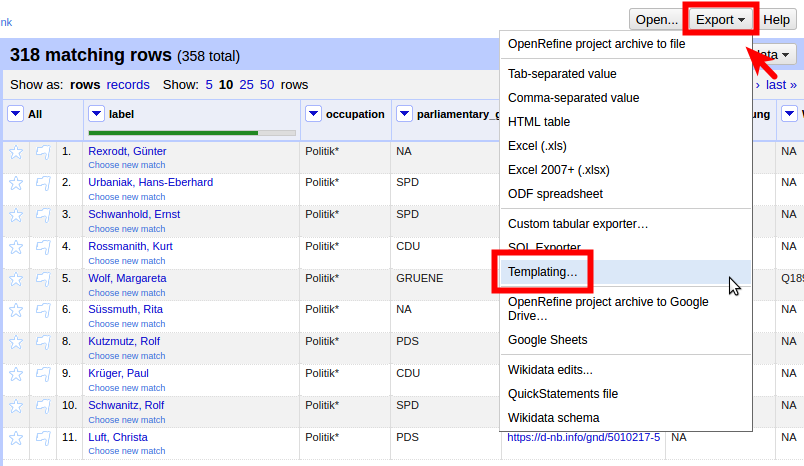 nk
Open... Export Help
318 matching rows (358 total)
Show as: rows records Show: 5 10 25 50 rows
› last »
All label occupation parliamentary_g
1. Rexrodt, Günter Politik* NA NA
Choose new match
2. Urbaniak, Hans-Eberhard Politik* SPD NA
Choose new match
3. Schwanhold, Ernst Politik* SPD NA
Choose new match
4. Rossmanith, Kurt Politik* CDU NA
Choose new match
5. Wolf, Margareta Politik* GRUENE Q189
Choose new match
6. Süssmuth, Rita Politik* NA NA
Choose new match
8. Kutzmutz, Rolf Politik* PDS NA
Choose new match
9. Krüger, Paul Politik* CDU NA
Choose new match
10. Schwanitz, Rolf Politik* SPD NA
Choose new match
11. Luft, Christa Politik* PDS https://d-nb.info/gnd/5010217-5 NA NA
Choose new match
OpenRefine project archive to file
Tab-separated value
Comma-separated value
HTML table
Excel (.xls)
Excel 2007+ (.xlsx)
ODF spreadsheet
Custom tabular exporter…
SQL Exporter
Templating…
OpenRefine project archive to Google
Drive…
Google Sheets
Wikidata edits...
QuickStatements file
Wikidata schema